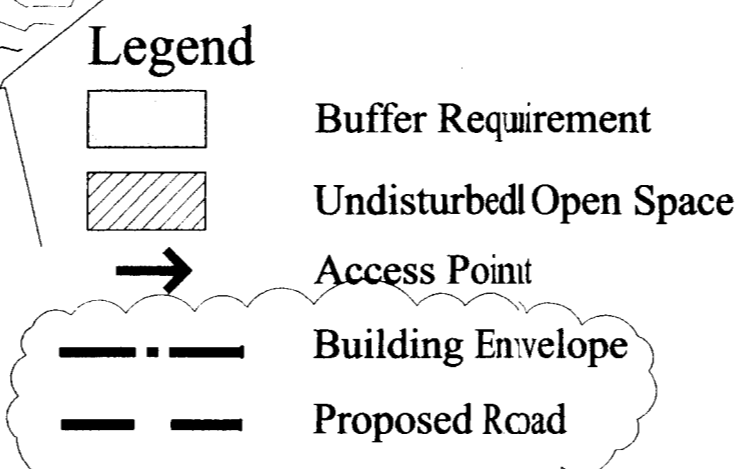 Legend
Buffer Requirement
Undisturbed Open Space
Access Point
Building Envelope
Proposed Road